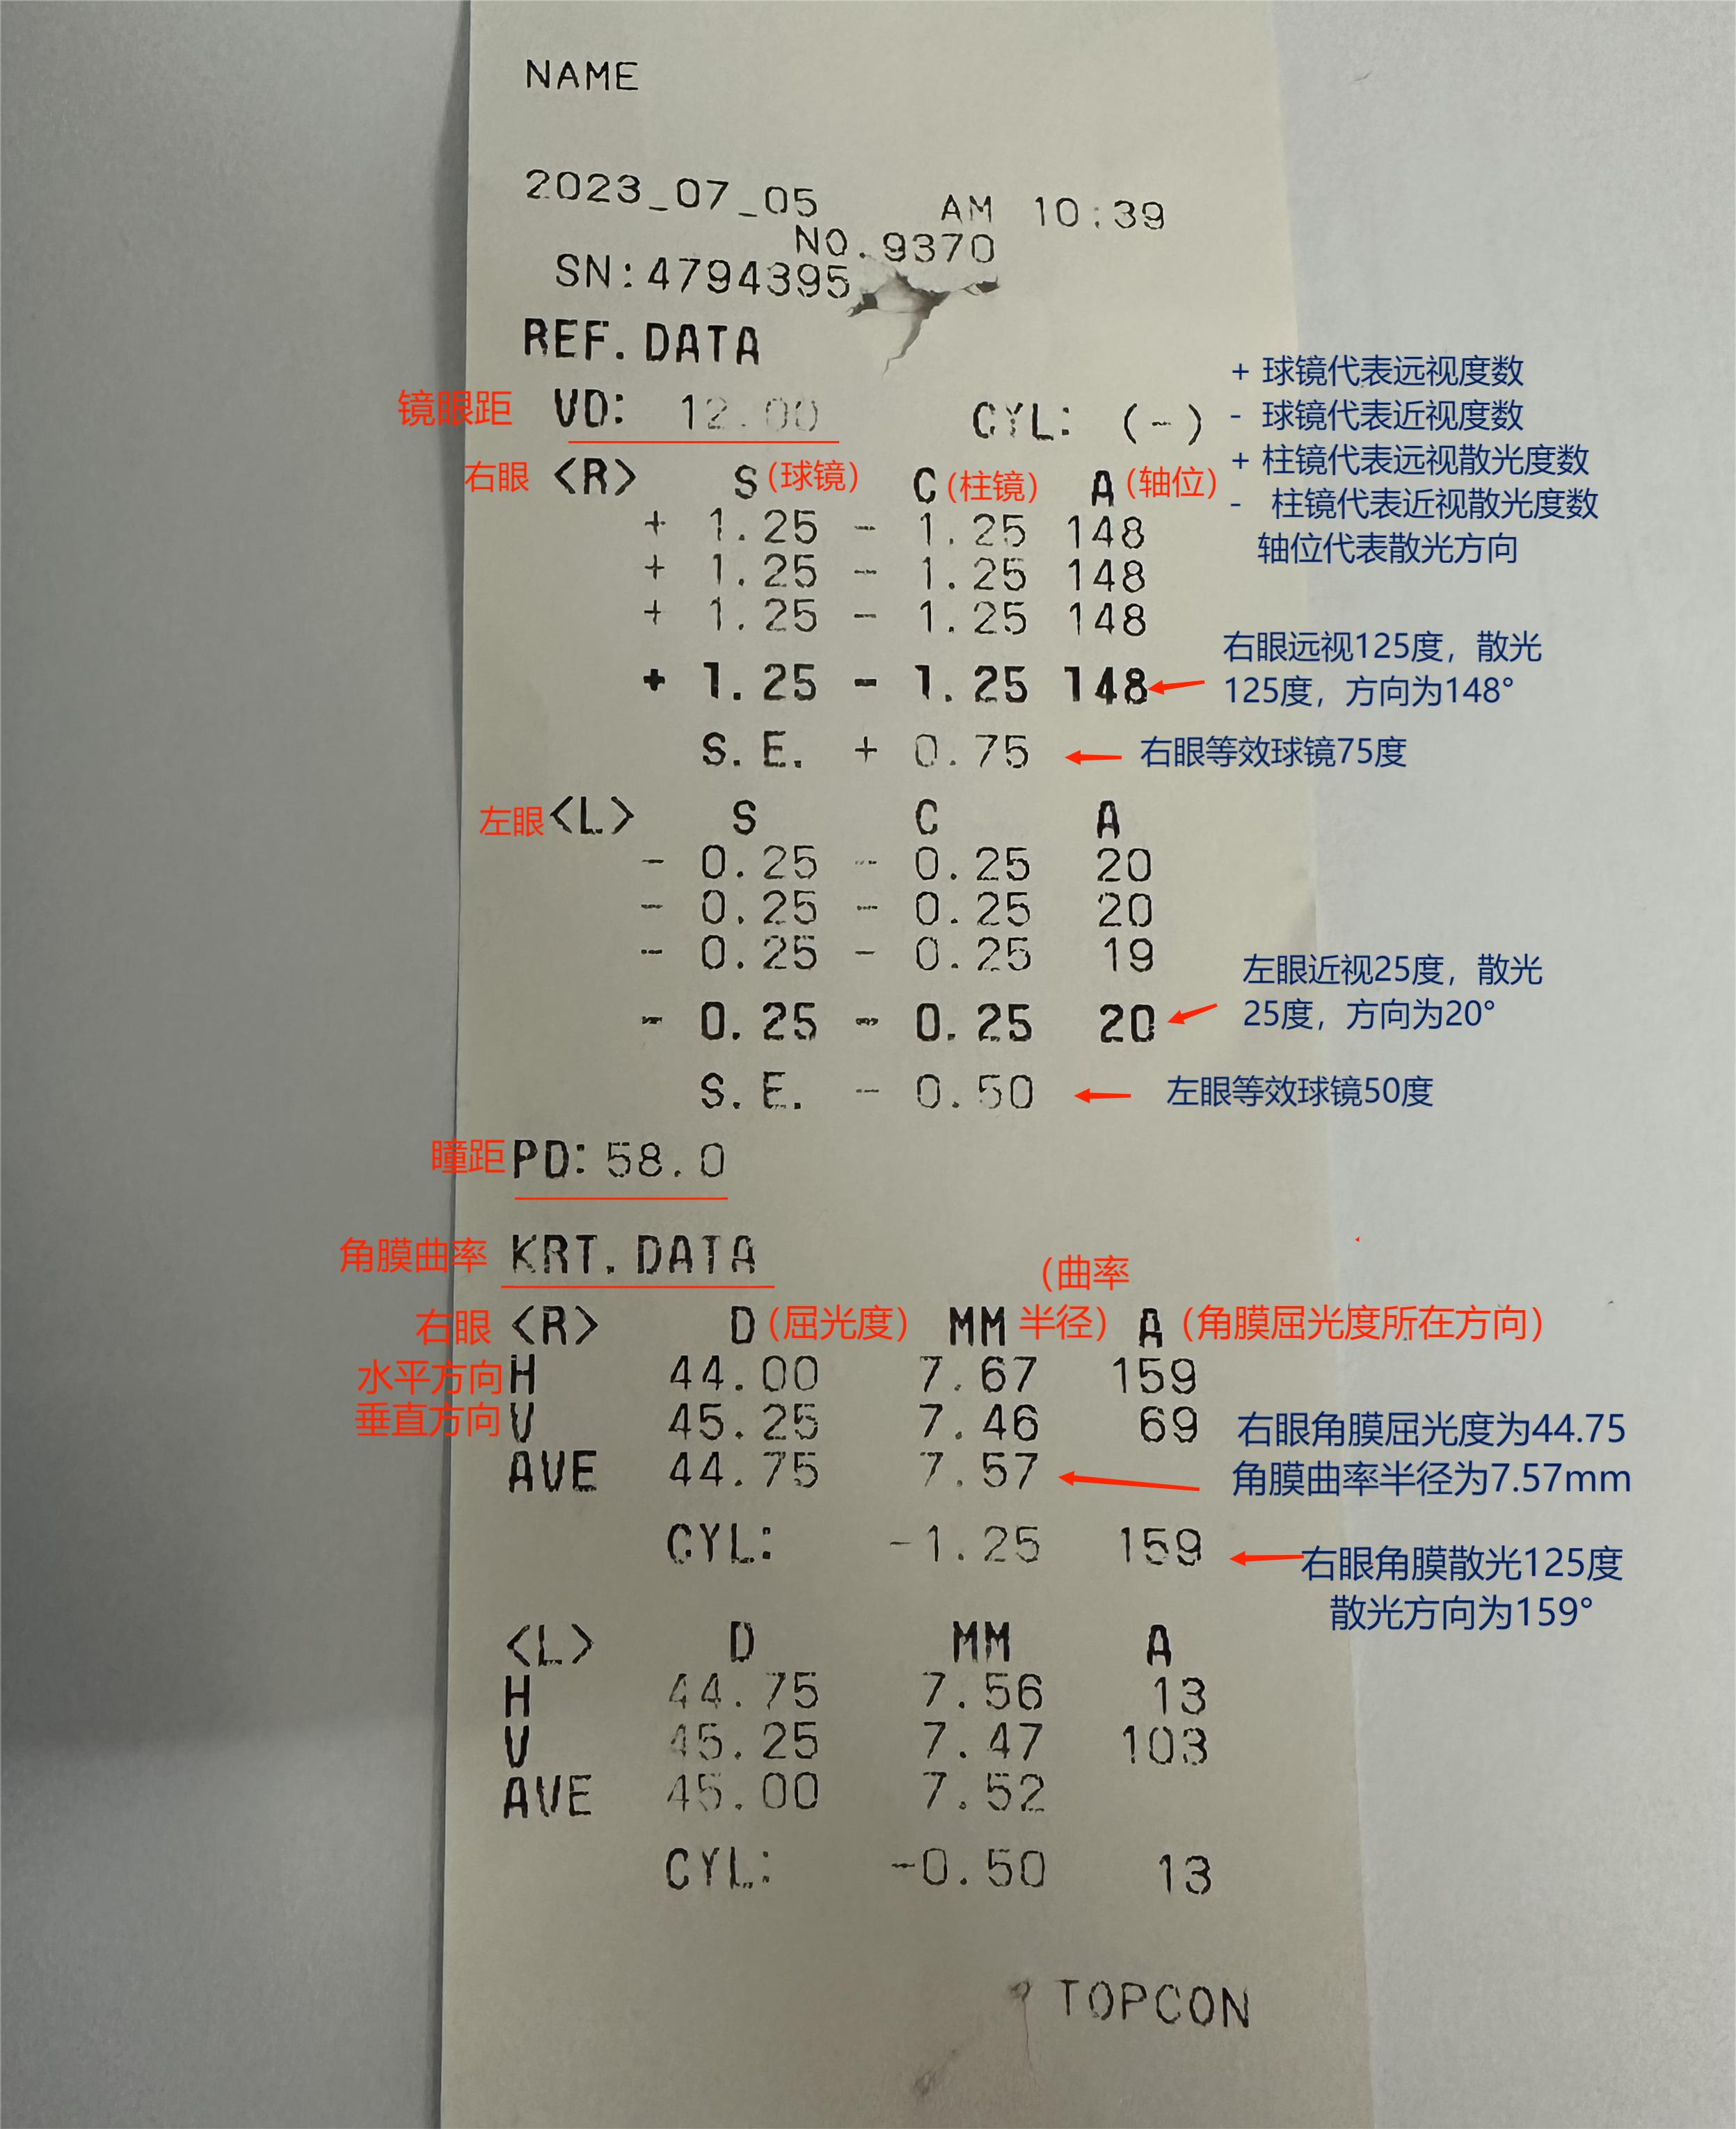 NAME
2023_07_05 AM 10:39
NO.9370
SN:4794395
REF.DATA
镜眼距 VD: 12.00 CYL: (-)
+ 球镜代表远视度数
- 球镜代表近视度数
+ 柱镜代表远视散光度数
- 柱镜代表近视散光度数
轴位代表散光方向
右眼 <R> S (球镜) C (柱镜) A (轴位)
+ 1.25 - 1.25 148
+ 1.25 - 1.25 148
+ 1.25 - 1.25 148
+ 1.25 - 1.25 148
右眼远视125度，散光
125度，方向为148°
S.E. + 0.75 右眼等效球镜75度
左眼 <L> S C A
- 0.25 - 0.25 20
- 0.25 - 0.25 20
- 0.25 - 0.25 19
- 0.25 - 0.25 20
左眼近视25度，散光
25度，方向为20°
S.E. - 0.50 左眼等效球镜50度
瞳距 PD: 58.0
角膜曲率 KRT.DATA
右眼 <R> D (屈光度) MM (曲率
半径) A (角膜屈光度所在方向)
水平方向 H 44.00 7.67 159
垂直方向 V 45.25 7.46 69
AVE 44.75 7.57
右眼角膜屈光度为44.75
角膜曲率半径为7.57mm
CYL: -1.25 159
右眼角膜散光125度
散光方向为159°
<L> D MM A
H 44.75 7.56 13
V 45.25 7.47 103
AVE 45.00 7.52
CYL: -0.50 13
TOPCON